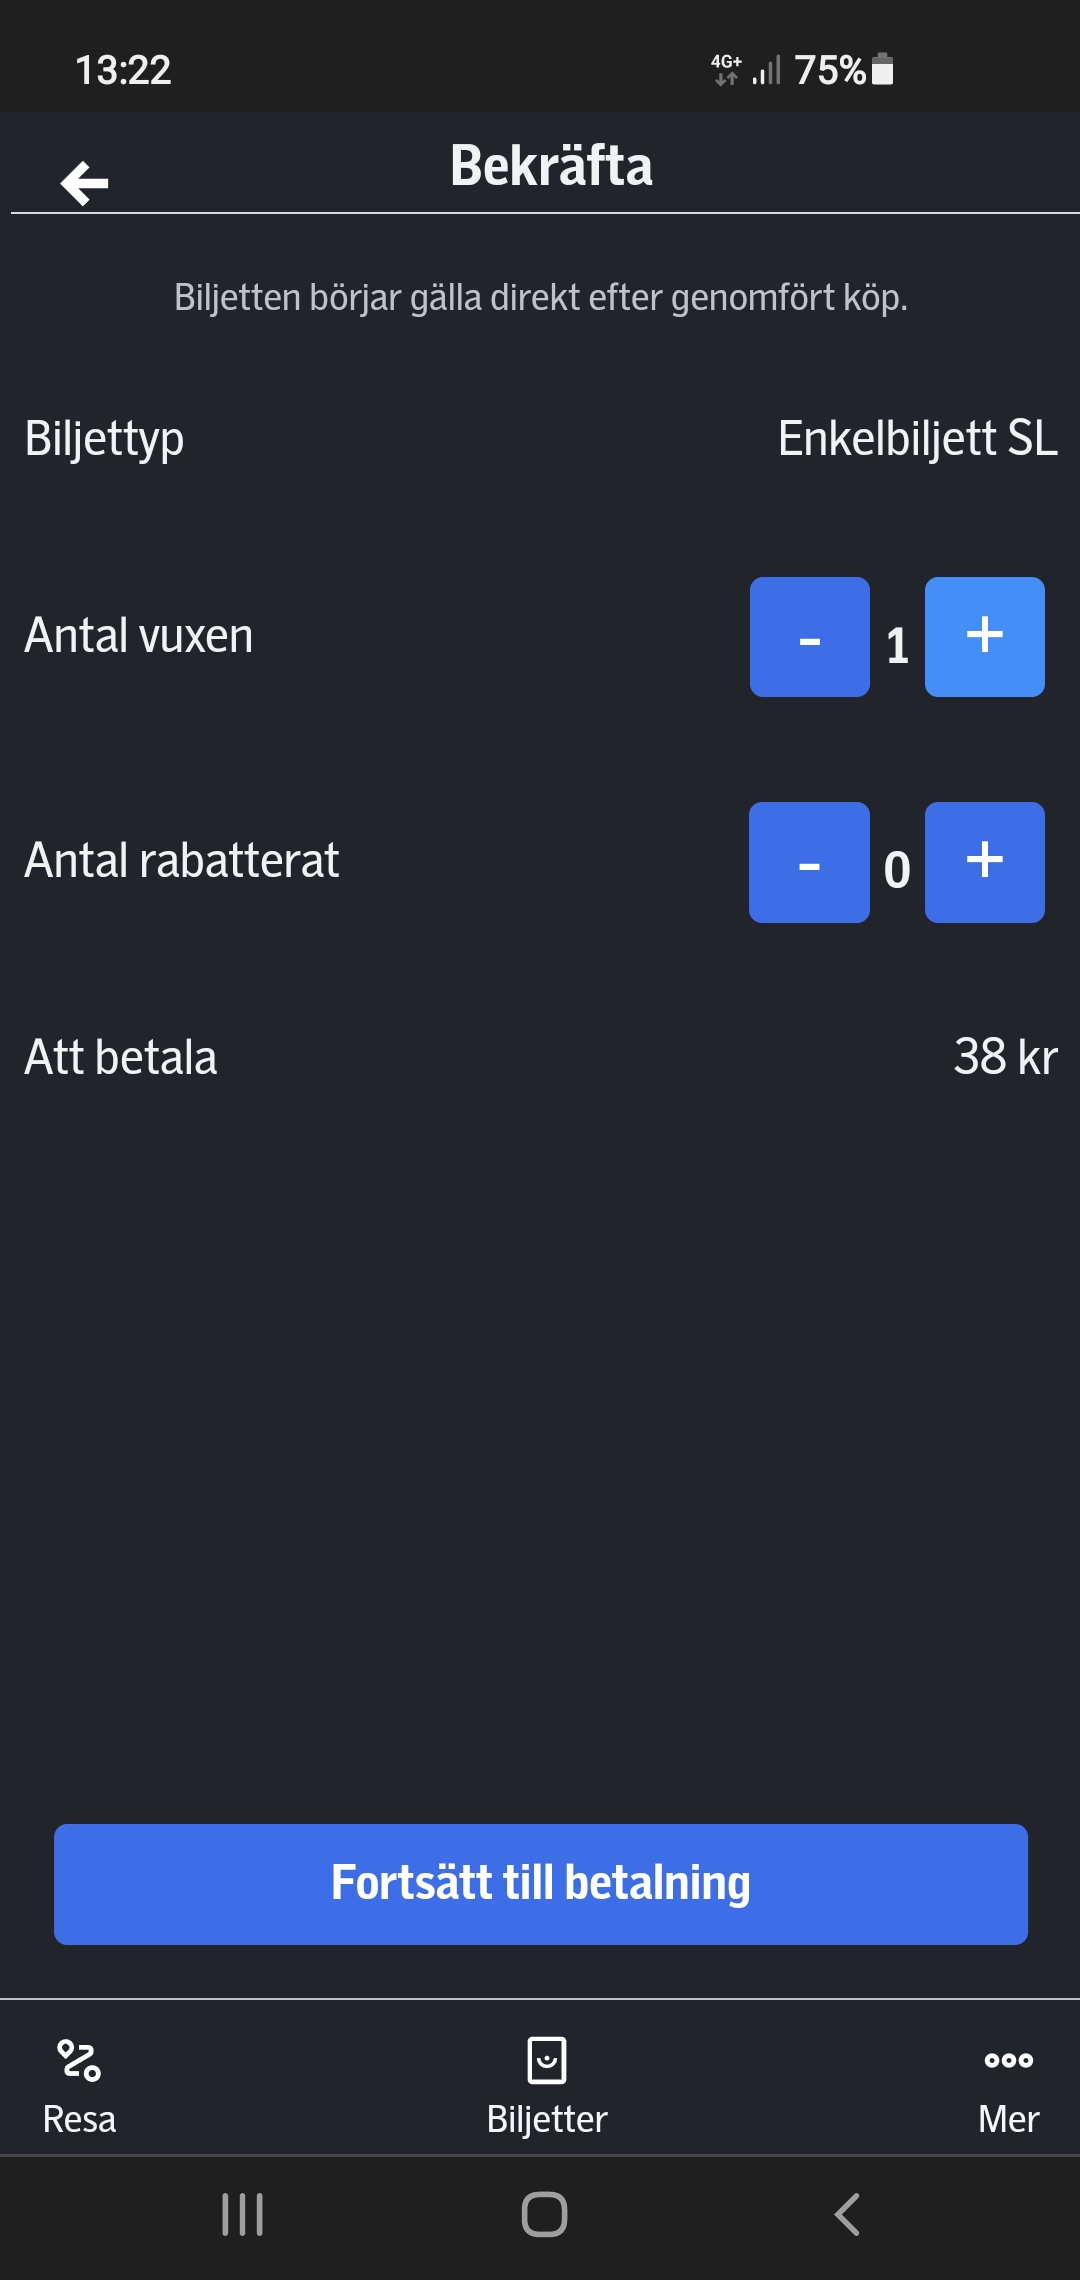 13:22 4G+ 75%
Bekräfta
Biljetten börjar gälla direkt efter genomfört köp.
Biljettyp Enkelbiljett SL
Antal vuxen - 1 +
Antal rabatterat - 0 +
Att betala 38 kr
Fortsätt till betalning
Resa Biljetter Mer